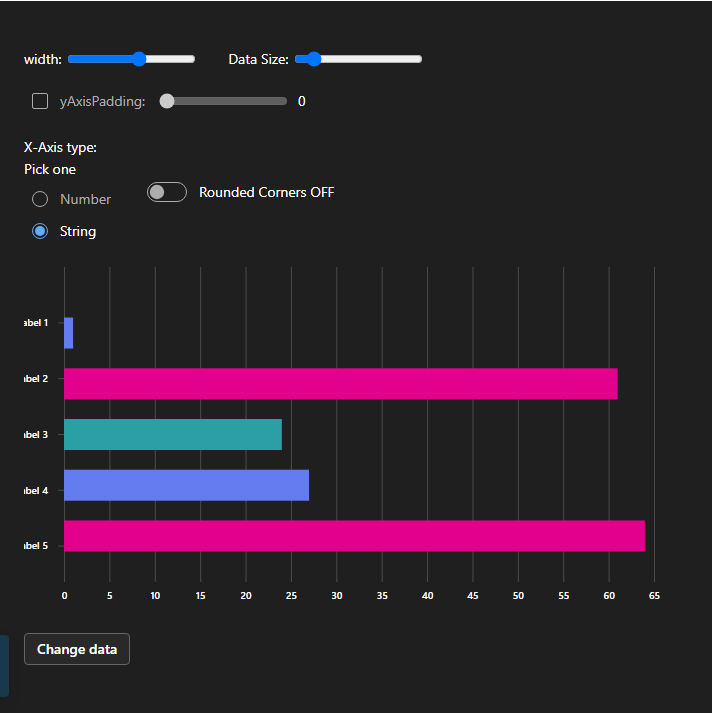 width: Data Size:
yAxisPadding: 0
X-Axis type:
Pick one
Number Rounded Corners OFF
String
abel 1
abel 2
abel 3
abel 4
abel 5
0 5 10 15 20 25 30 35 40 45 50 55 60 65
Change data